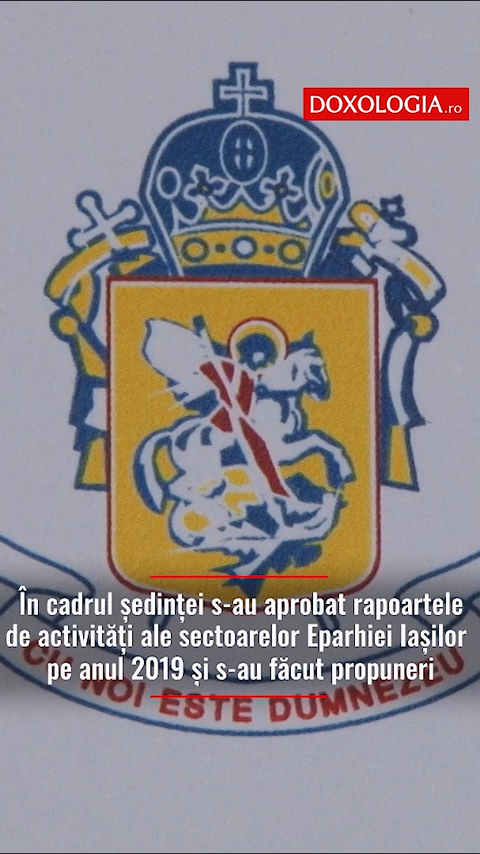 DOXOLOGIA.ro
În cadrul ședinței s-au aprobat rapoartele
de activități ale sectoarelor Eparhiei Iașilor
pe anul 2019 și s-au făcut propuneri
CU NOI ESTE DUMNEZEU